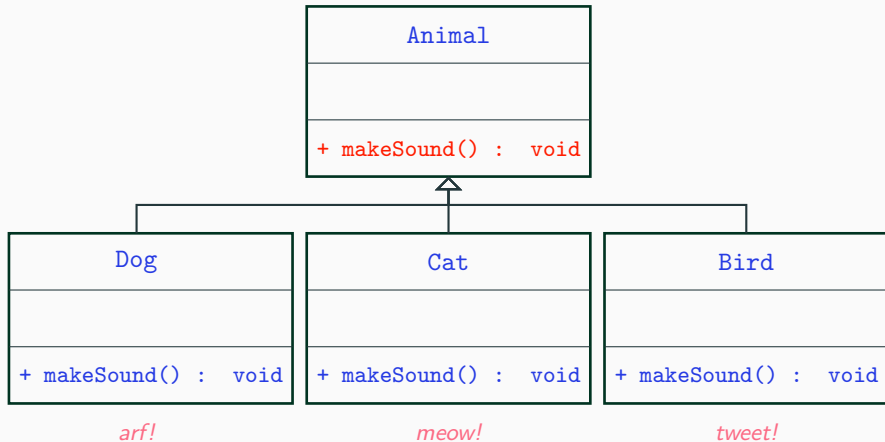 Animal
+ makeSound() : void
Dog
Cat
Bird
+ makeSound() : void
+ makeSound() : void
+ makeSound() : void
arf!
meow!
tweet!